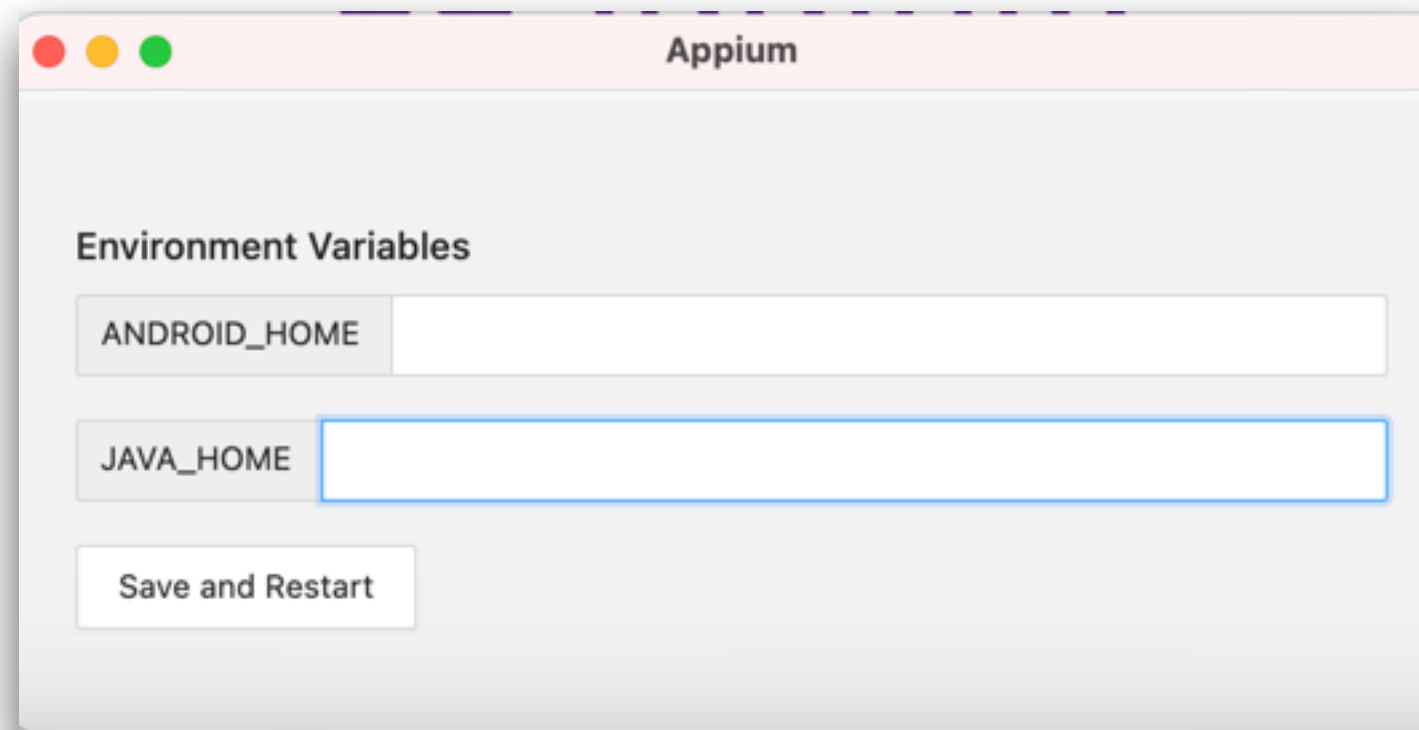 Appium
Environment Variables
ANDROID_HOME
JAVA_HOME
Save and Restart